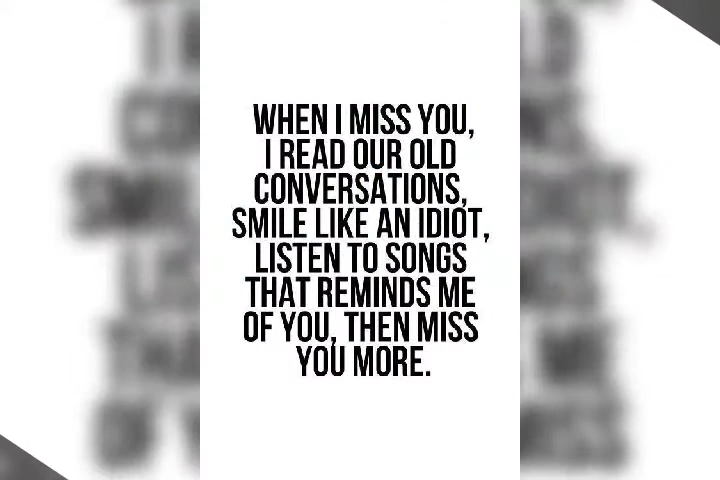 WHEN I MISS YOU,
I READ OUR OLD
CONVERSATIONS,
SMILE LIKE AN IDIOT,
LISTEN TO SONGS
THAT REMINDS ME
OF YOU, THEN MISS
YOU MORE.